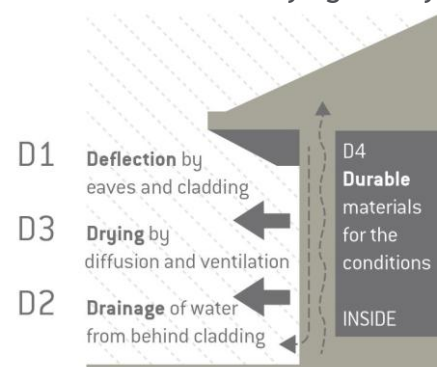 D1
Deflection by
eaves and cladding
D3
Drying by
diffusion and ventilation
D2
Drainage of water
from behind cladding
D4
Durable
materials
for the
conditions
INSIDE